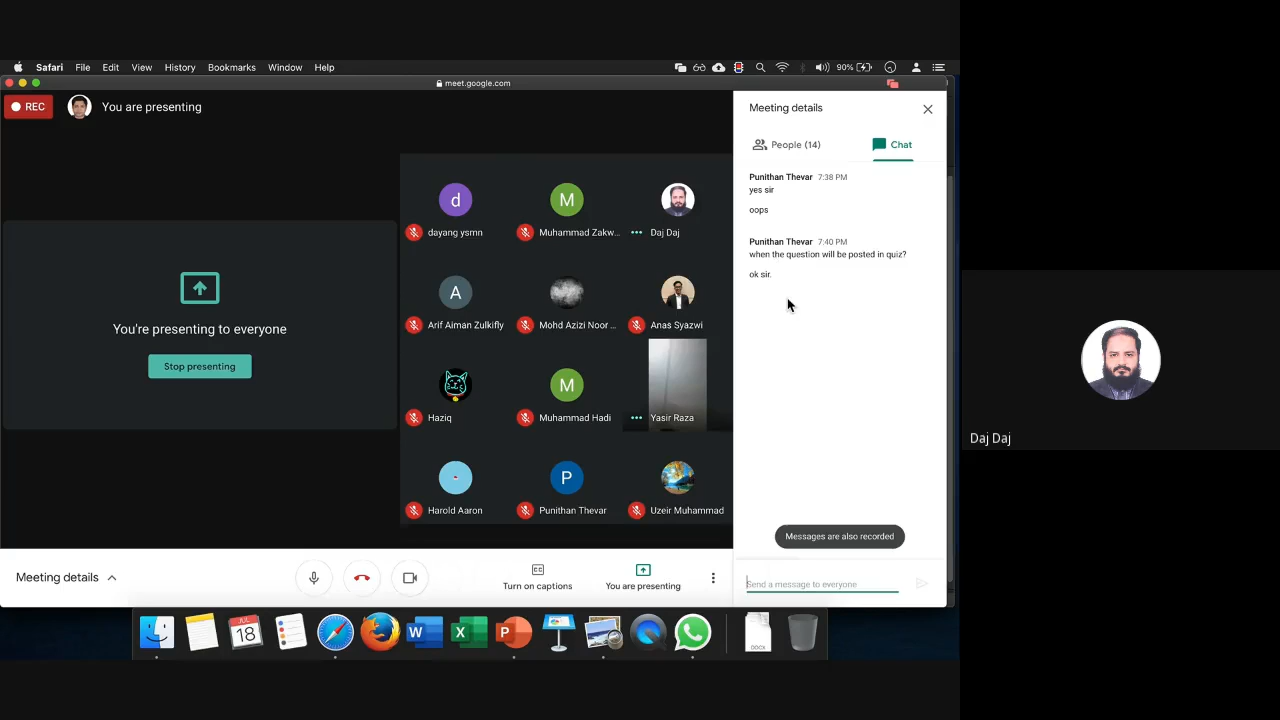 Safari File Edit View History Bookmarks Window Help 90%
meet.google.com
REC You are presenting
Meeting details
People (14) Chat
Punithan Thevar 7:38 PM
yes sir
oops
Punithan Thevar 7:40 PM
when the question will be posted in quiz?
ok sir.
Messages are also recorded
Send a message to everyone
You're presenting to everyone
Stop presenting
d M
dayang ysmn Muhammad Zakw... Daj Daj
A
Arif Aiman Zulkifly Mohd Azizi Noor ... Anas Syazwi
M
Haziq Muhammad Hadi Yasir Raza
P
Harold Aaron Punithan Thevar Uzeir Muhammad
Meeting details
CC
Turn on captions You are presenting
JUL
18
W X P
DOCX
Daj Daj